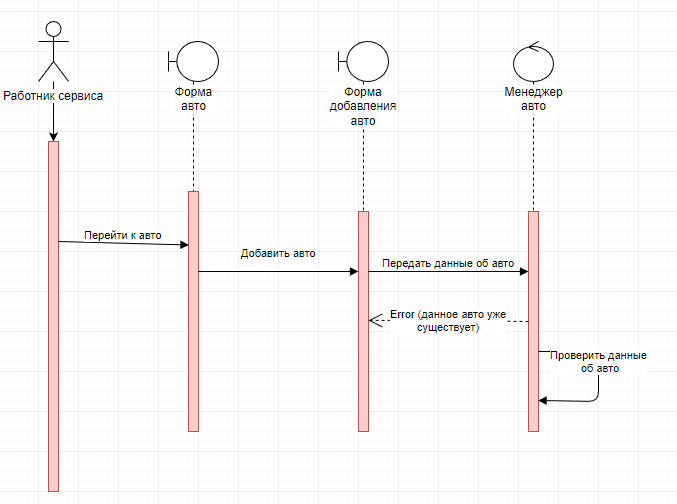 Работник сервиса
Форма
авто
Форма
добавления
авто
Менеджер
авто
Перейти к авто
Добавить авто
Передать данные об авто
Error (данное авто уже
существует)
Проверить данные
об авто